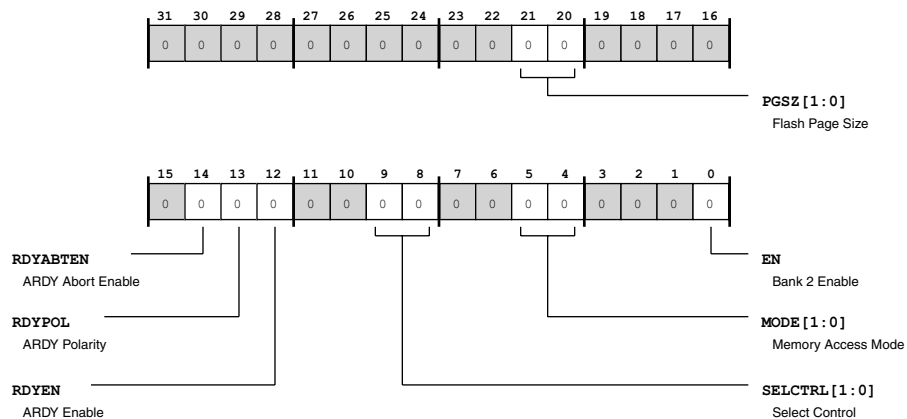 31 30 29 28 27 26 25 24 23 22 21 20 19 18 17 16
0 0 0 0 0 0 0 0 0 0 0 0 0 0 0 0
PGSZ[1:0]
Flash Page Size
15 14 13 12 11 10 9 8 7 6 5 4 3 2 1 0
0 0 0 0 0 0 0 0 0 0 0 0 0 0 0 0
RDYABTEN
ARDY Abort Enable
EN
Bank 2 Enable
RDYPOL
ARDY Polarity
MODE[1:0]
Memory Access Mode
RDYEN
ARDY Enable
SELCTRL[1:0]
Select Control